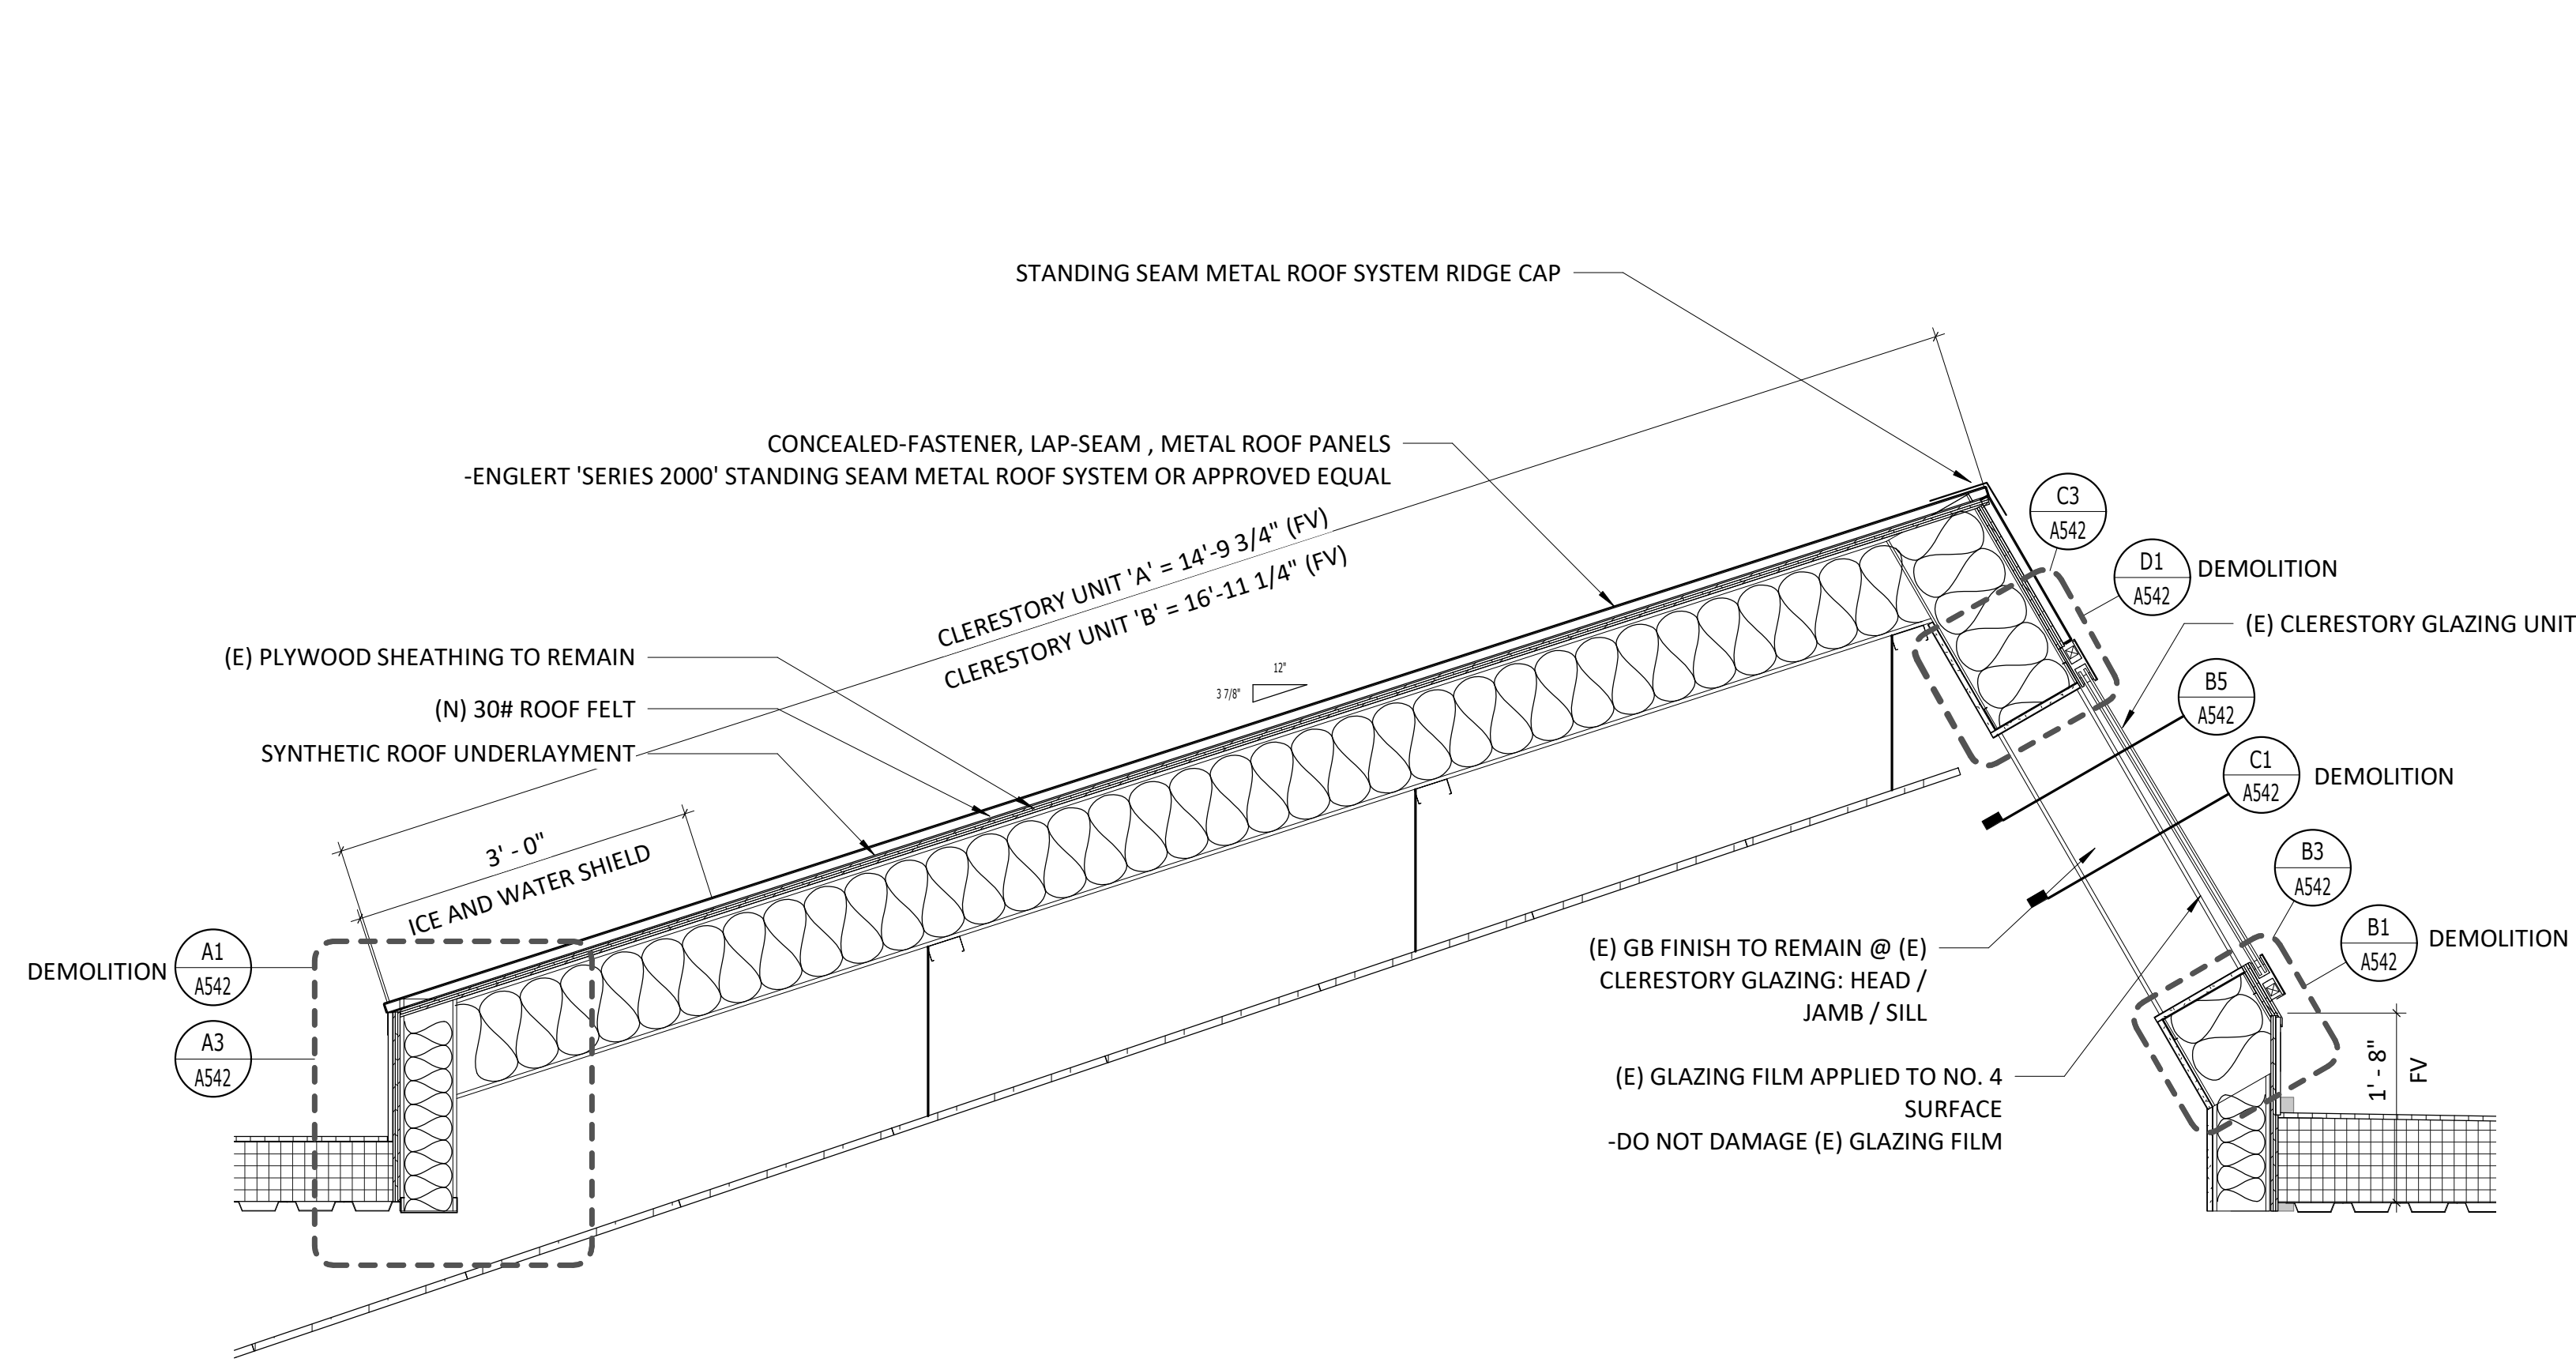 STANDING SEAM METAL ROOF SYSTEM RIDGE CAP
CONCEALED-FASTENER, LAP-SEAM , METAL ROOF PANELS
-ENGLERT 'SERIES 2000' STANDING SEAM METAL ROOF SYSTEM OR APPROVED EQUAL
CLERESTORY UNIT 'A' = 14'-9 3/4" (FV)
CLERESTORY UNIT 'B' = 16'-11 1/4" (FV)
C3
A542
D1
A542
DEMOLITION
(E) CLERESTORY GLAZING UNIT
(E) PLYWOOD SHEATHING TO REMAIN
(N) 30# ROOF FELT
SYNTHETIC ROOF UNDERLAYMENT
12"
3 7/8"
B5
A542
C1
A542
DEMOLITION
3' - 0"
ICE AND WATER SHIELD
B3
A542
B1
A542
DEMOLITION
DEMOLITION
A1
A542
A3
A542
(E) GB FINISH TO REMAIN @ (E)
CLERESTORY GLAZING: HEAD /
JAMB / SILL
(E) GLAZING FILM APPLIED TO NO. 4
SURFACE
-DO NOT DAMAGE (E) GLAZING FILM
1' - 8"
FV